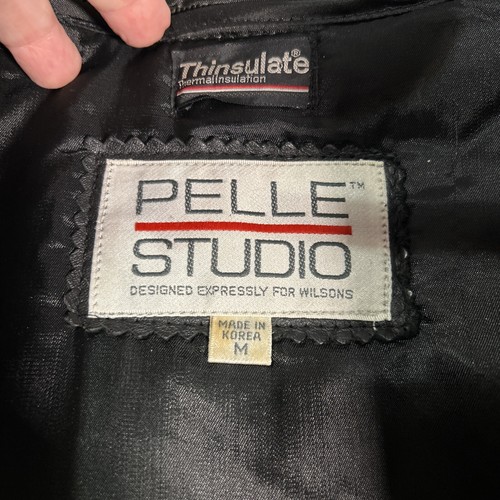 Thinsulate®
Thermal Insulation
PELLE™
STUDIO
DESIGNED EXPRESSLY FOR WILSONS
MADE IN
KOREA
M